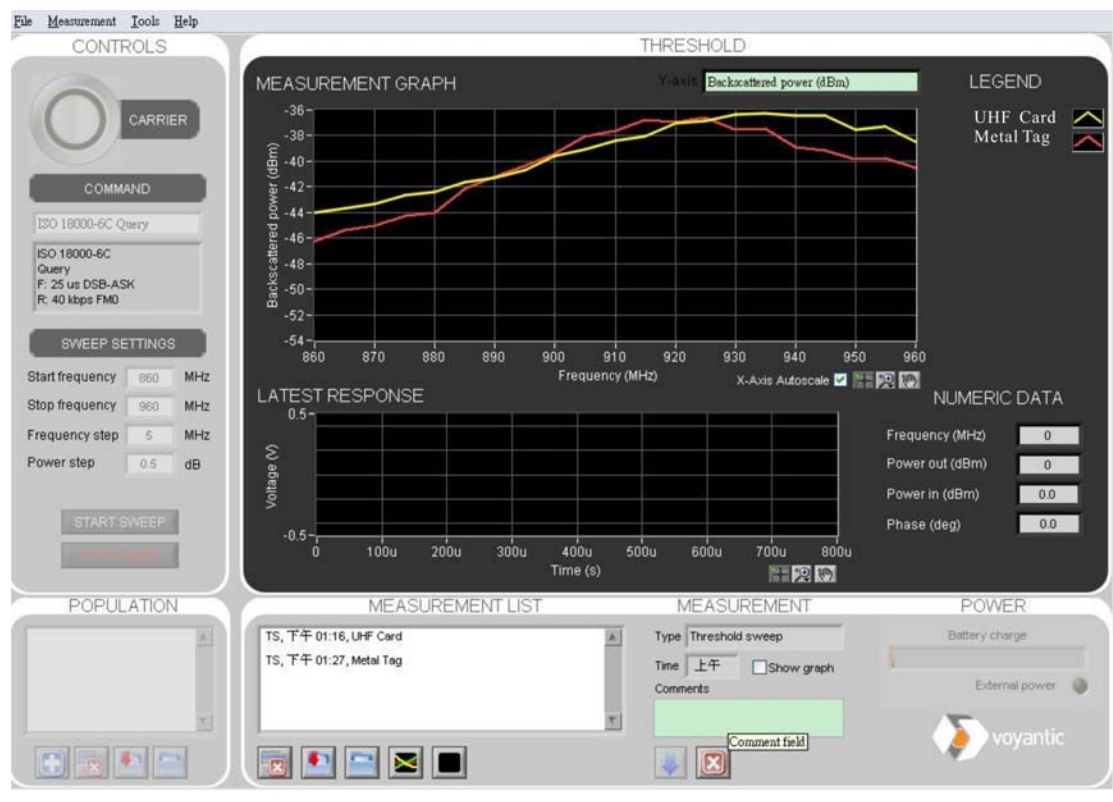 File Measurement Tools Help
CONTROLS
CARRIER
COMMAND
ISO 18000-6C Query
ISO 18000-6C
Query
F: 25 us DSB-ASK
R: 40 kbps FM0
SWEEP SETTINGS
Start frequency 860 MHz
Stop frequency 960 MHz
Frequency step 5 MHz
Power step 0.5 dB
START SWEEP
THRESHOLD
MEASUREMENT GRAPH
Y-axis Backscattered power (dBm)
LEGEND
UHF Card
Metal Tag
Backscattered power (dBm)
-36
-38
-40
-42
-44
-46
-48
-50
-52
-54
860 870 880 890 900 910 920 930 940 950 960
Frequency (MHz)
X-Axis Autoscale
LATEST RESPONSE
Voltage (V)
0.5
-0.5
0 100u 200u 300u 400u 500u 600u 700u 800u
Time (s)
NUMERIC DATA
Frequency (MHz) 0
Power out (dBm) 0
Power in (dBm) 0.0
Phase (deg) 0.0
POPULATION
MEASUREMENT LIST
TS, 下午 01:16, UHF Card
TS, 下午 01:27, Metal Tag
MEASUREMENT
Type Threshold sweep
Time 上午 Show graph
Comments
Comment field
POWER
Battery charge
External power
voyantic